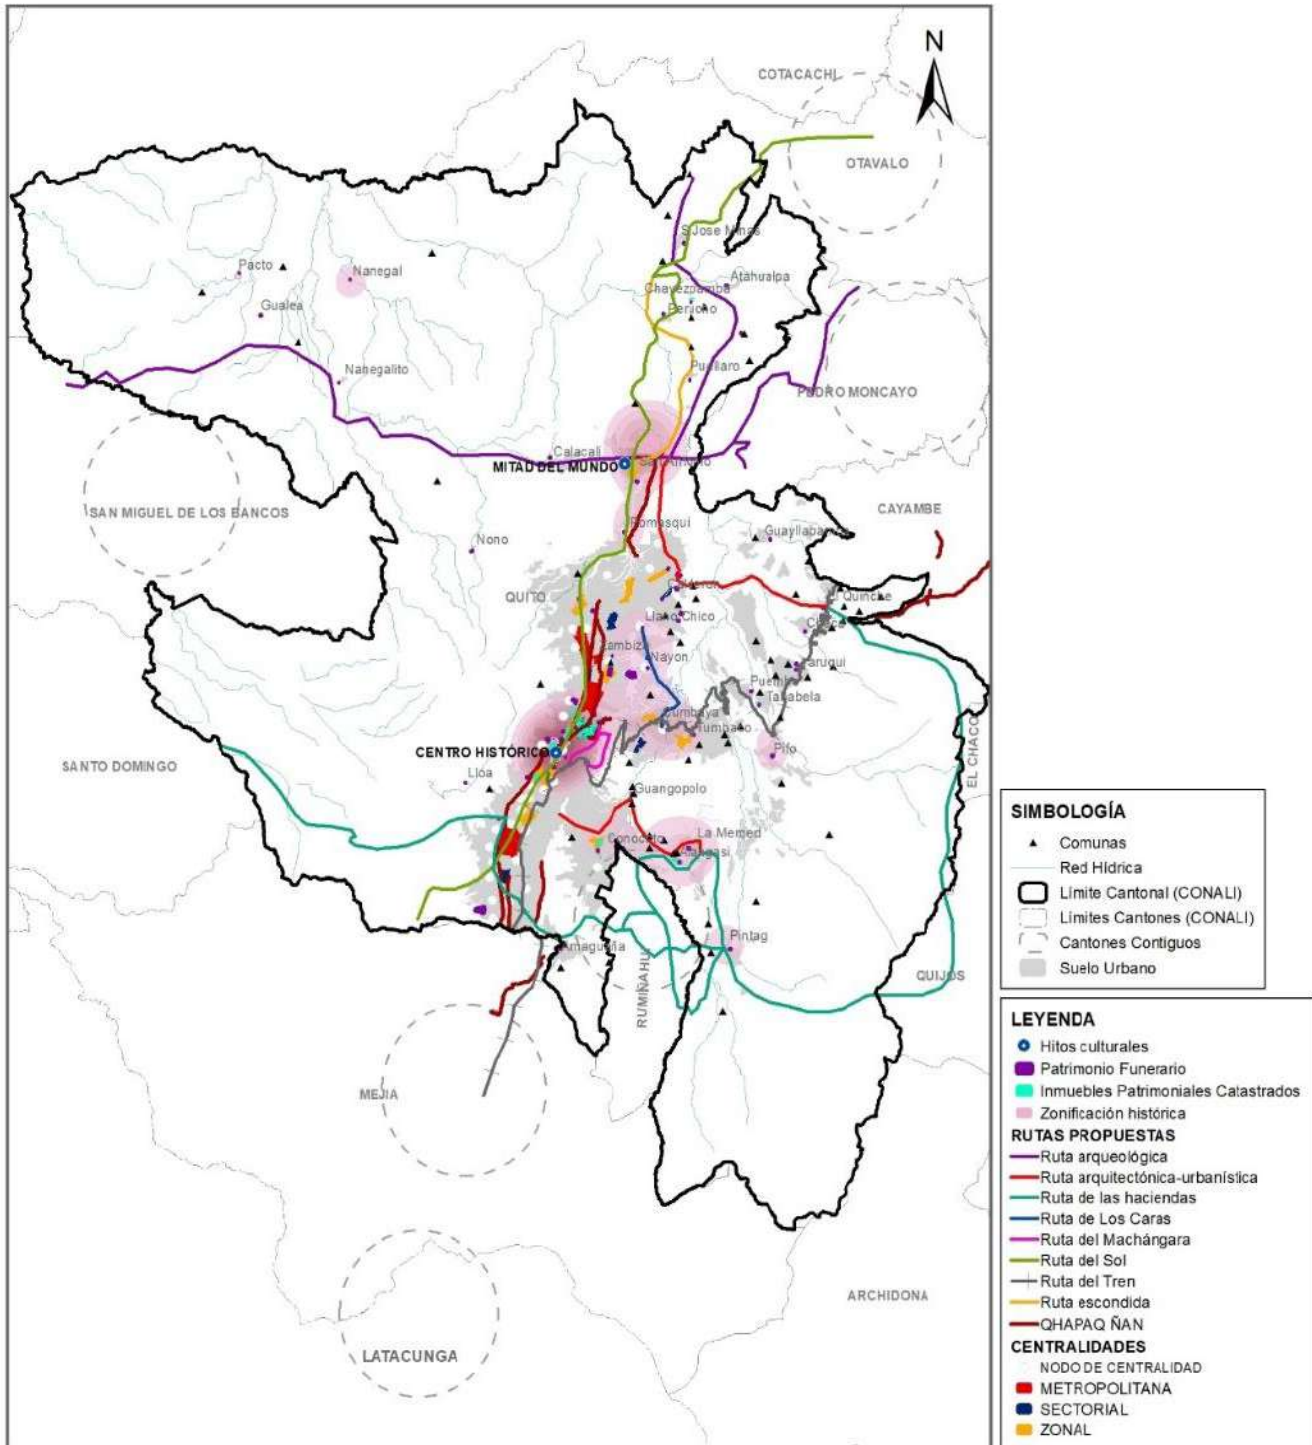 N
COTACACHI
OTAVALO
S Jose Minas
Pacto
Nanegal
Atahualpa
Chavezpamba
Perucho
Gualea
Nanegalito
Puellaro
PEDRO MONCAYO
Calacali
MITAD DEL MUNDO
SAN MIGUEL DE LOS BANCOS
CAYAMBE
Pomasqui
Guayllabamba
Nono
QUITO
Calderon
Quinche
Llano Chico
Checa
Zambiza
Nayon
Yaruqui
Puembo
Tababela
Cumbaya
Tumbaco
CENTRO HISTÓRICO
Pifo
EL CHACO
SANTO DOMINGO
Lloa
Guangopolo
Conocoto
La Merced
Alangasi
Pintag
Amaguaña
RUMIÑAHUI
QUIJOS
MEJIA
ARCHIDONA
LATACUNGA
SIMBOLOGÍA
Comunas
Red Hídrica
Límite Cantonal (CONALI)
Límites Cantones (CONALI)
Cantones Contiguos
Suelo Urbano
LEYENDA
Hitos culturales
Patrimonio Funerario
Inmuebles Patrimoniales Catastrados
Zonificación histórica
RUTAS PROPUESTAS
Ruta arqueológica
Ruta arquitectónica-urbanística
Ruta de las haciendas
Ruta de Los Caras
Ruta del Machángara
Ruta del Sol
Ruta del Tren
Ruta escondida
QHAPAQ ÑAN
CENTRALIDADES
NODO DE CENTRALIDAD
METROPOLITANA
SECTORIAL
ZONAL